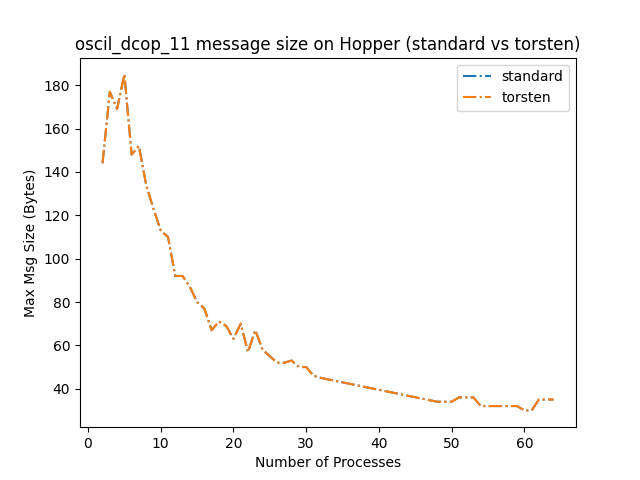 oscil_dcop_11 message size on Hopper (standard vs torsten)
standard
torsten
Max Msg Size (Bytes)
180
160
140
120
100
80
60
40
0 10 20 30 40 50 60
Number of Processes